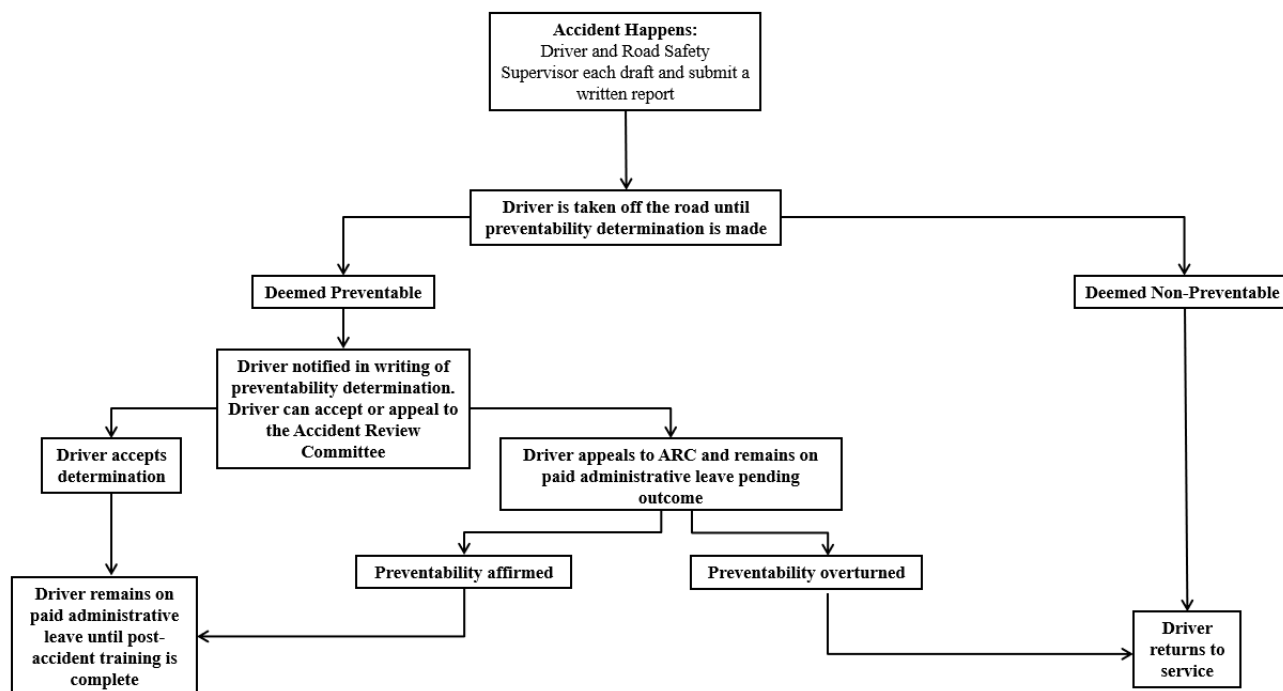 Accident Happens:
Driver and Road Safety
Supervisor each draft and submit a
written report
Driver is taken off the road until
preventability determination is made
Deemed Preventable
Deemed Non-Preventable
Driver notified in writing of
preventability determination.
Driver can accept or appeal to
the Accident Review
Committee
Driver accepts
determination
Driver appeals to ARC and remains on
paid administrative leave pending
outcome
Preventability affirmed
Preventability overturned
Driver remains on
paid administrative
leave until post-
accident training is
complete
Driver
returns to
service